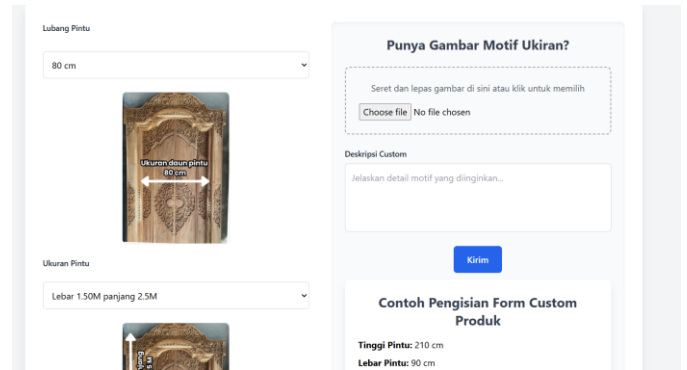 Lubang Pintu
80 cm
Ukuran daun pintu
80 cm
Ukuran Pintu
Lebar 1.50M panjang 2.5M
5 M
Punya Gambar Motif Ukiran?
Seret dan lepas gambar di sini atau klik untuk memilih
Choose file No file chosen
Deskripsi Custom
Jelaskan detail motif yang diinginkan...
Kirim
Contoh Pengisian Form Custom
Produk
Tinggi Pintu: 210 cm
Lebar Pintu: 90 cm